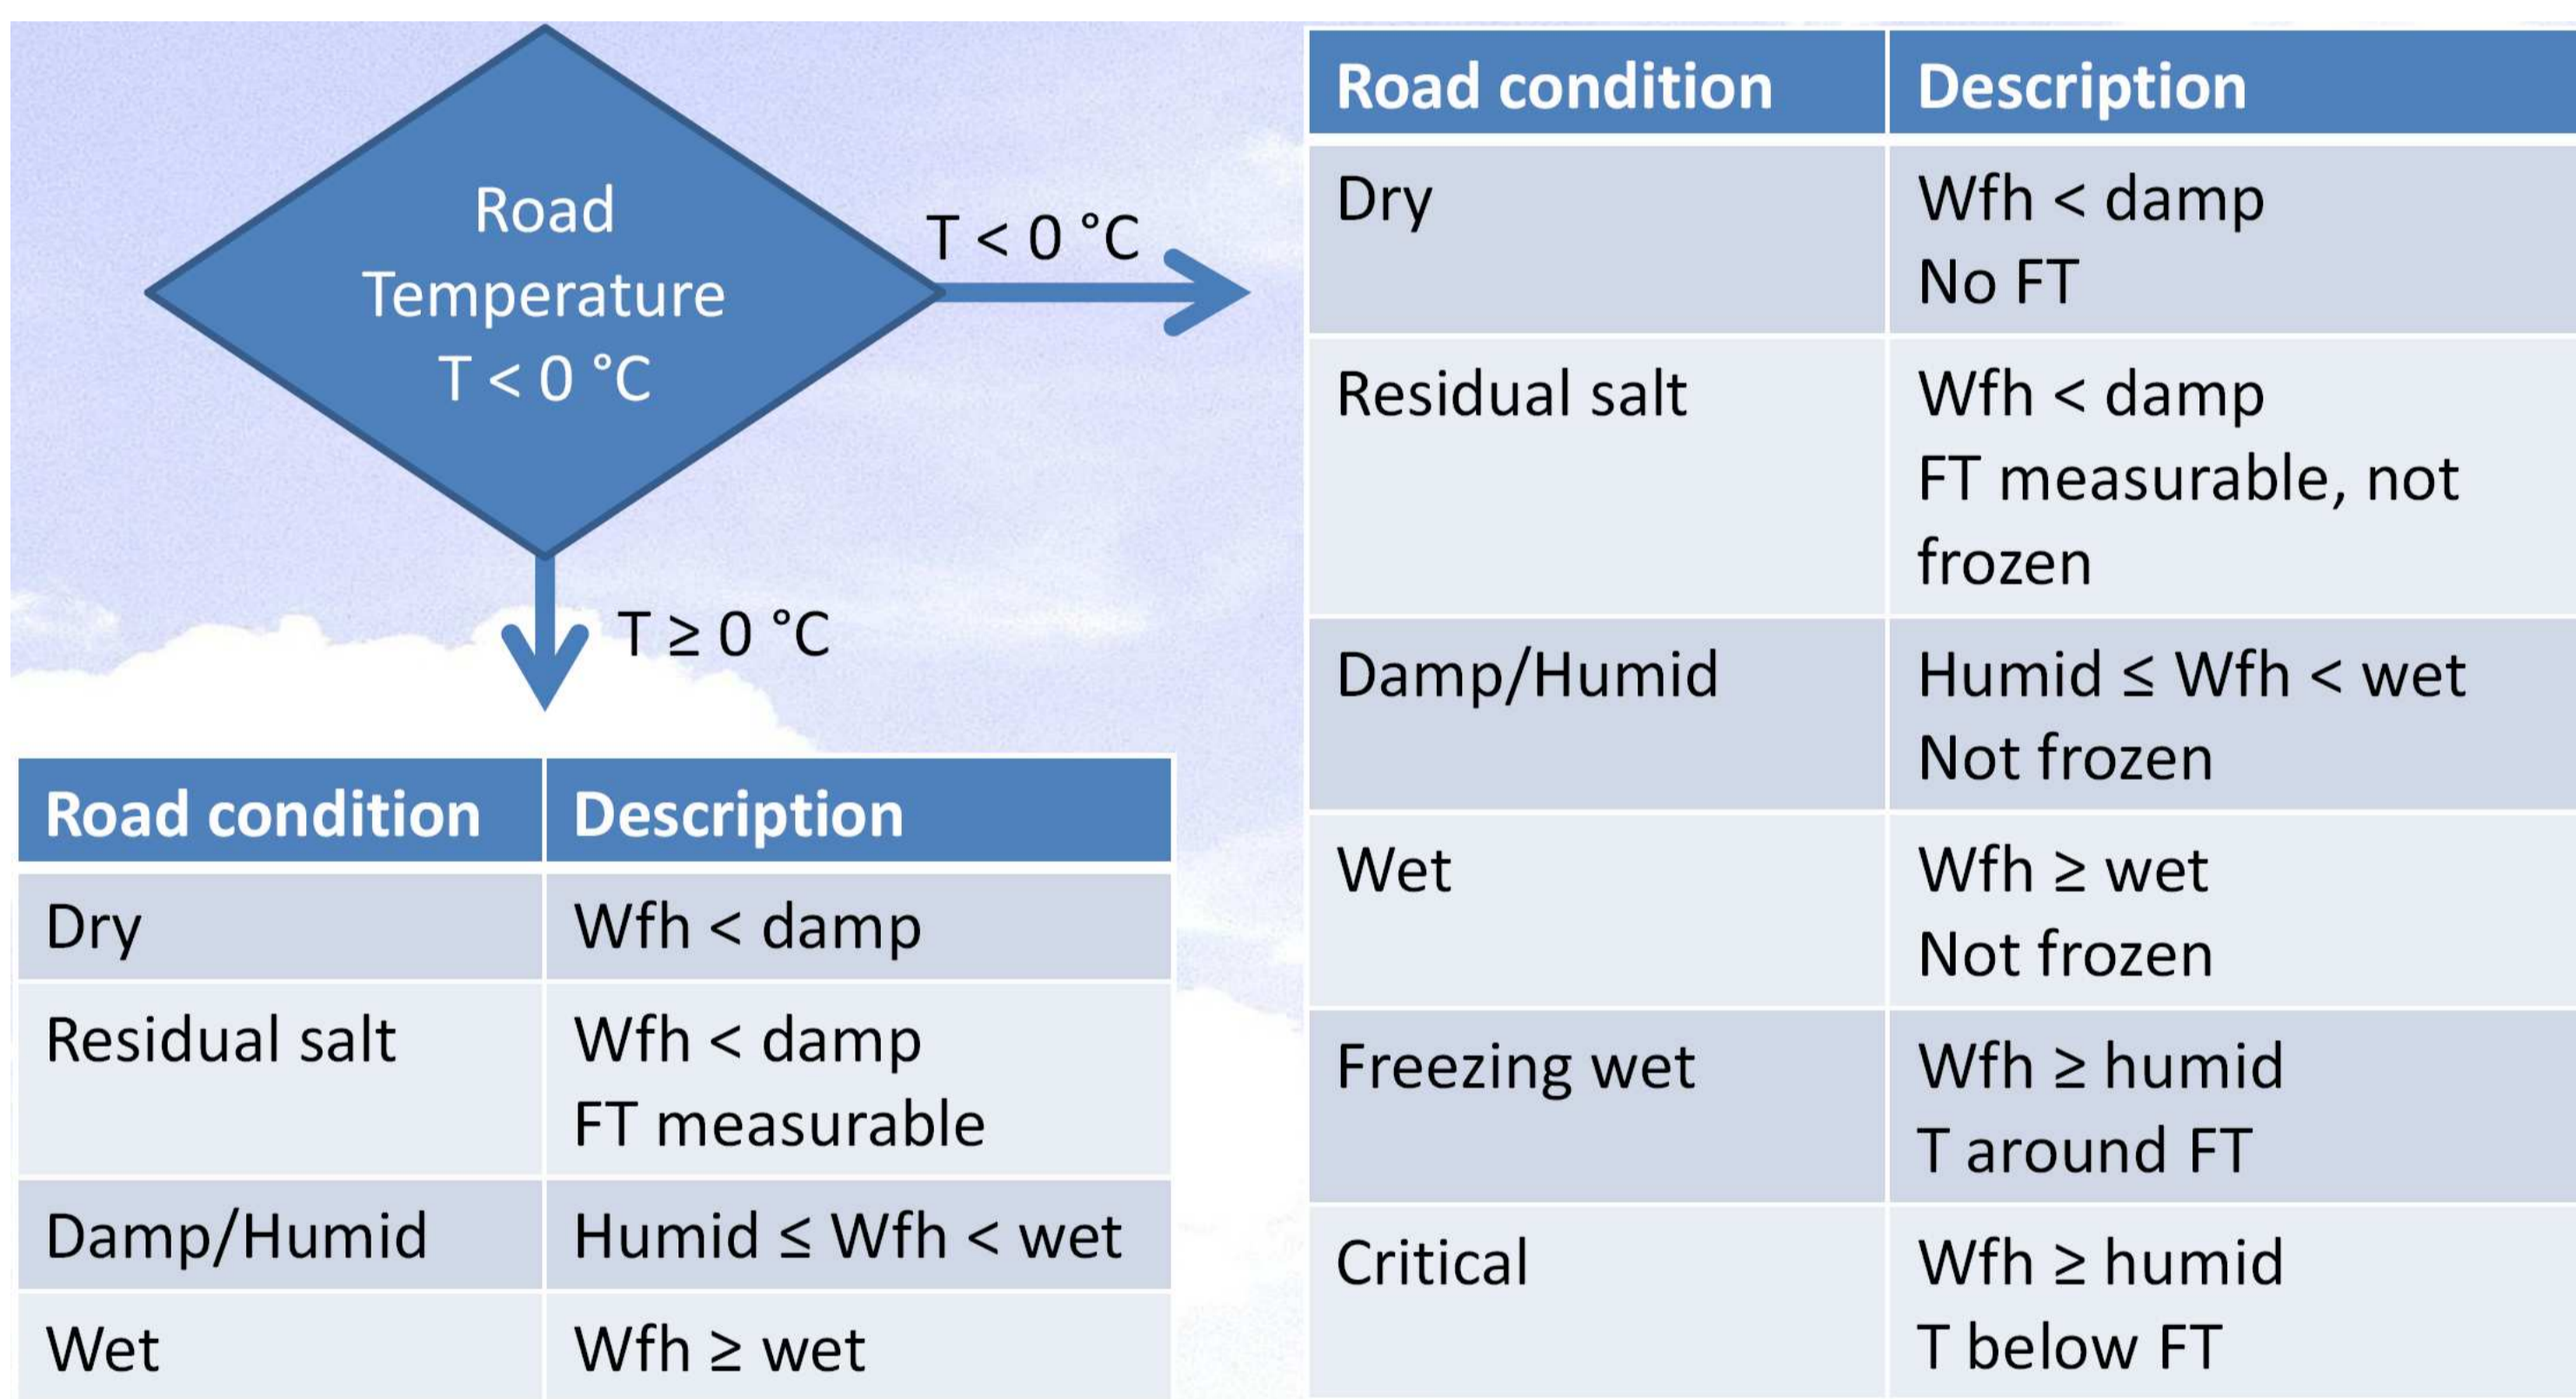 Road
Temperature
T < 0 °C
T < 0 °C
T ≥ 0 °C
Road condition Description
Dry Wfh < damp
Residual salt Wfh < damp
FT measurable
Damp/Humid Humid ≤ Wfh < wet
Wet Wfh ≥ wet
Road condition Description
Dry Wfh < damp
No FT
Residual salt Wfh < damp
FT measurable, not
frozen
Damp/Humid Humid ≤ Wfh < wet
Not frozen
Wet Wfh ≥ wet
Not frozen
Freezing wet Wfh ≥ humid
T around FT
Critical Wfh ≥ humid
T below FT